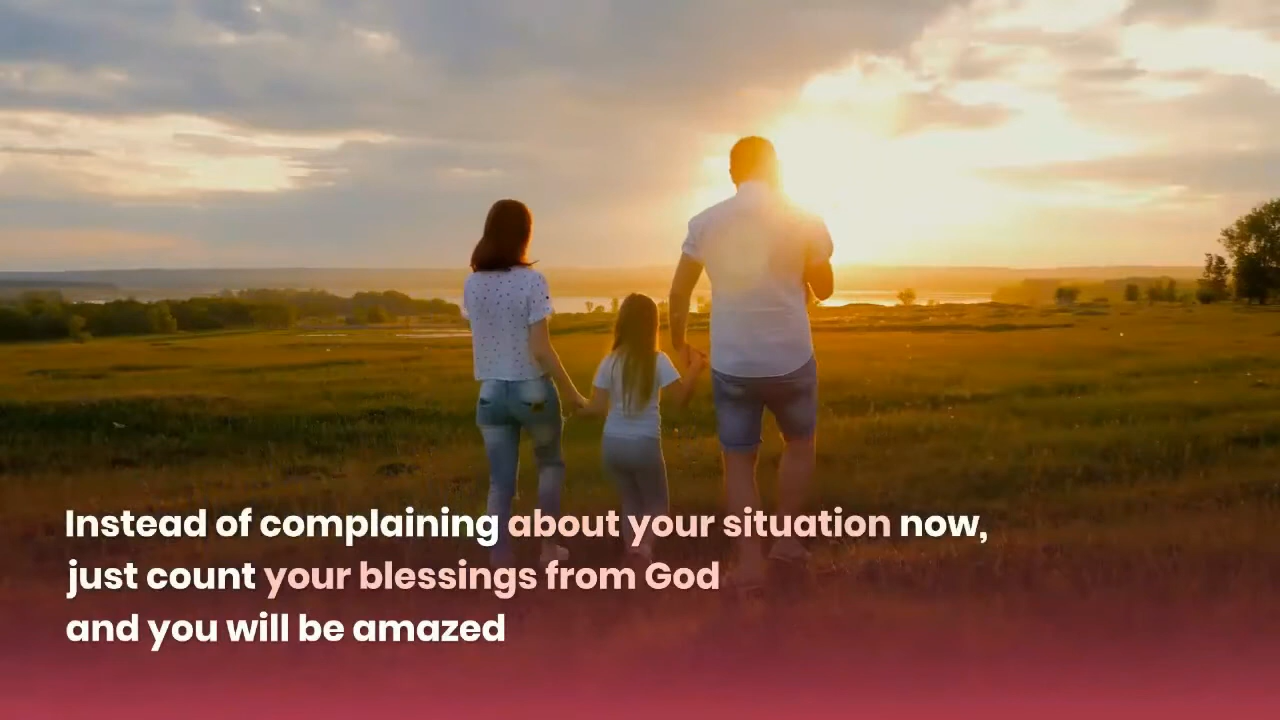 Instead of complaining about your situation now,
just count your blessings from God
and you will be amazed